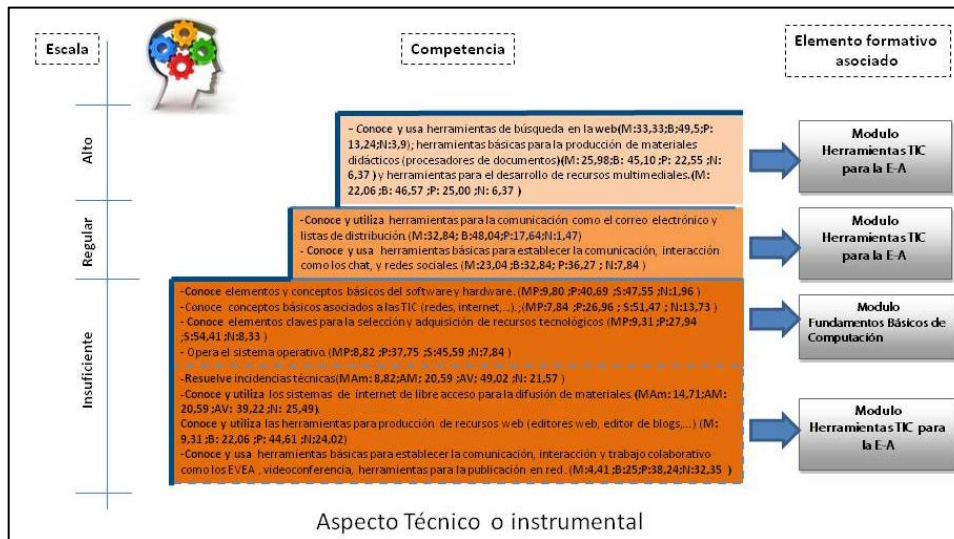 Escala
Competencia
Elemento formativo
asociado
Alto
- Conoce y usa herramientas de búsqueda en la web(M:33,33;B;49,5;P:
13,24;N:3,9); herramientas básicas para la producción de materiales
didácticos (procesadores de documentos)(M: 25,98;B: 45,10 ;P: 22,55 ;N:
6,37 ) y herramientas para el desarrollo de recursos multimediales.(M:
22,06 ;B: 46,57 ;P: 25,00 ;N: 6,37 )
Modulo
Herramientas TIC
para la E-A
Regular
-Conoce y utiliza herramientas para la comunicación como el correo electrónico y
listas de distribución.(M:32,84; B:48,04;P:17,64;N:1,47)
- Conoce y usa herramientas básicas para establecer la comunicación, interacción
como los chat, y redes sociales. (M:23,04 ;B:32,84; P:36,27 ; N:7,84 )
Modulo
Herramientas TIC
para la E-A
Insuficiente
-Conoce elementos y conceptos básicos del software y hardware. (MP:9,80 ;P:40,69 ;S:47,55 ;N:1,96 )
-Conoce conceptos básicos asociados a las TIC (redes, internet,...). ;(MP:7,84 ;P:26,96 ; S:51,47 ; N:13,73 )
- Conoce elementos claves para la selección y adquisición de recursos tecnológicos (MP:9,31 ;P:27,94
;S:54,41 ;N:8,33 )
- Opera el sistema operativo. (MP:8,82 ;P:37,75 ;S:45,59 ;N:7,84 )
Modulo
Fundamentos Básicos de
Computación
-Resuelve incidencias técnicas(MAm: 8,82;AM; 20,59 ;AV; 49,02 ;N: 21,57 )
-Conoce y utiliza los sistemas de internet de libre acceso para la difusión de materiales. (MAm: 14,71;AM:
20,59 ;AV: 39,22 ;N: 25,49).
Conoce y utiliza las herramientas para producción de recursos web (editores web, editor de blogs,...) (M:
9,31 ;B: 22,06 ;P: 44,61 ;N;24,02)
-Conoce y usa herramientas básicas para establecer la comunicación, interacción y trabajo colaborativo
como los EVEA , videoconferencia, herramientas para la publicación en red. (M:4,41 ;B:25;P:38,24;N:32,35 )
Modulo
Herramientas TIC para
la E-A
Aspecto Técnico o instrumental